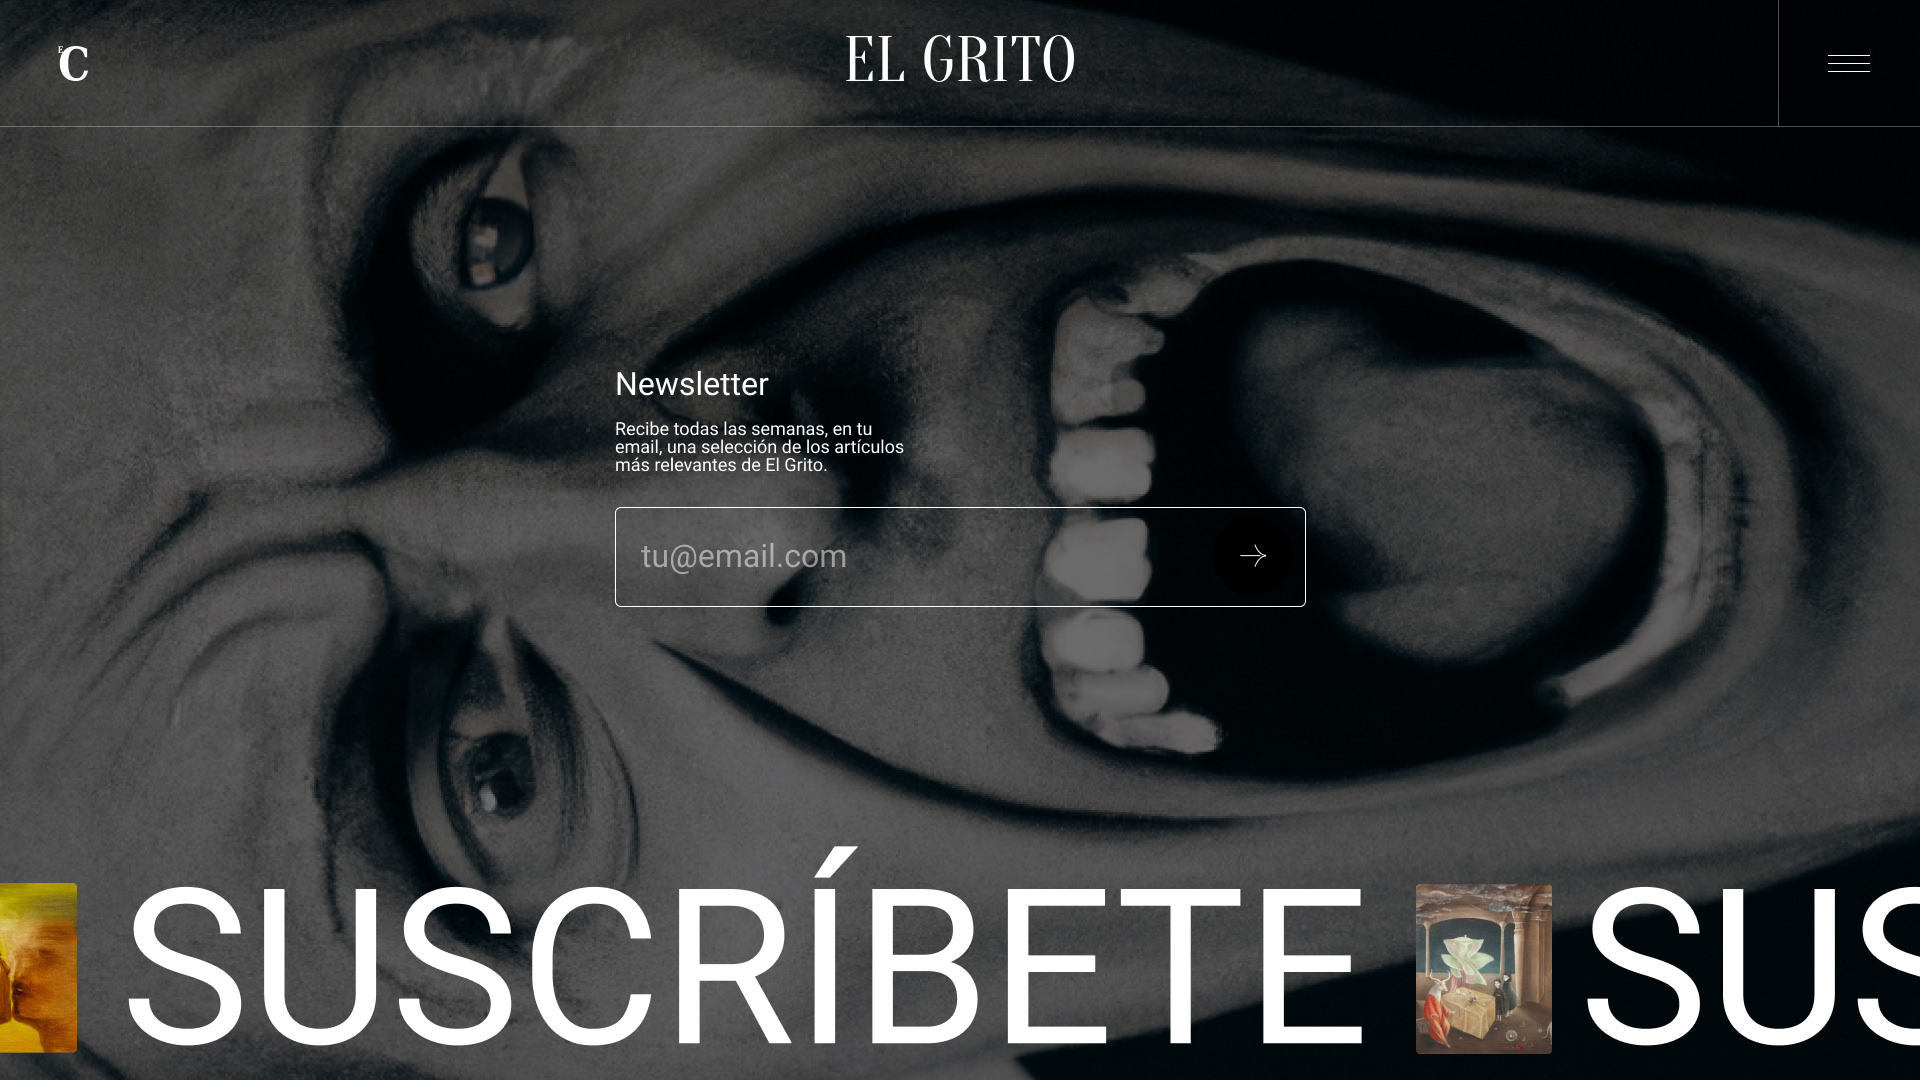 EC
EL GRITO
Newsletter
Recibe todas las semanas, en tu
email, una selección de los artículos
más relevantes de El Grito.
tu@email.com
SUSCRÍBETE SUS